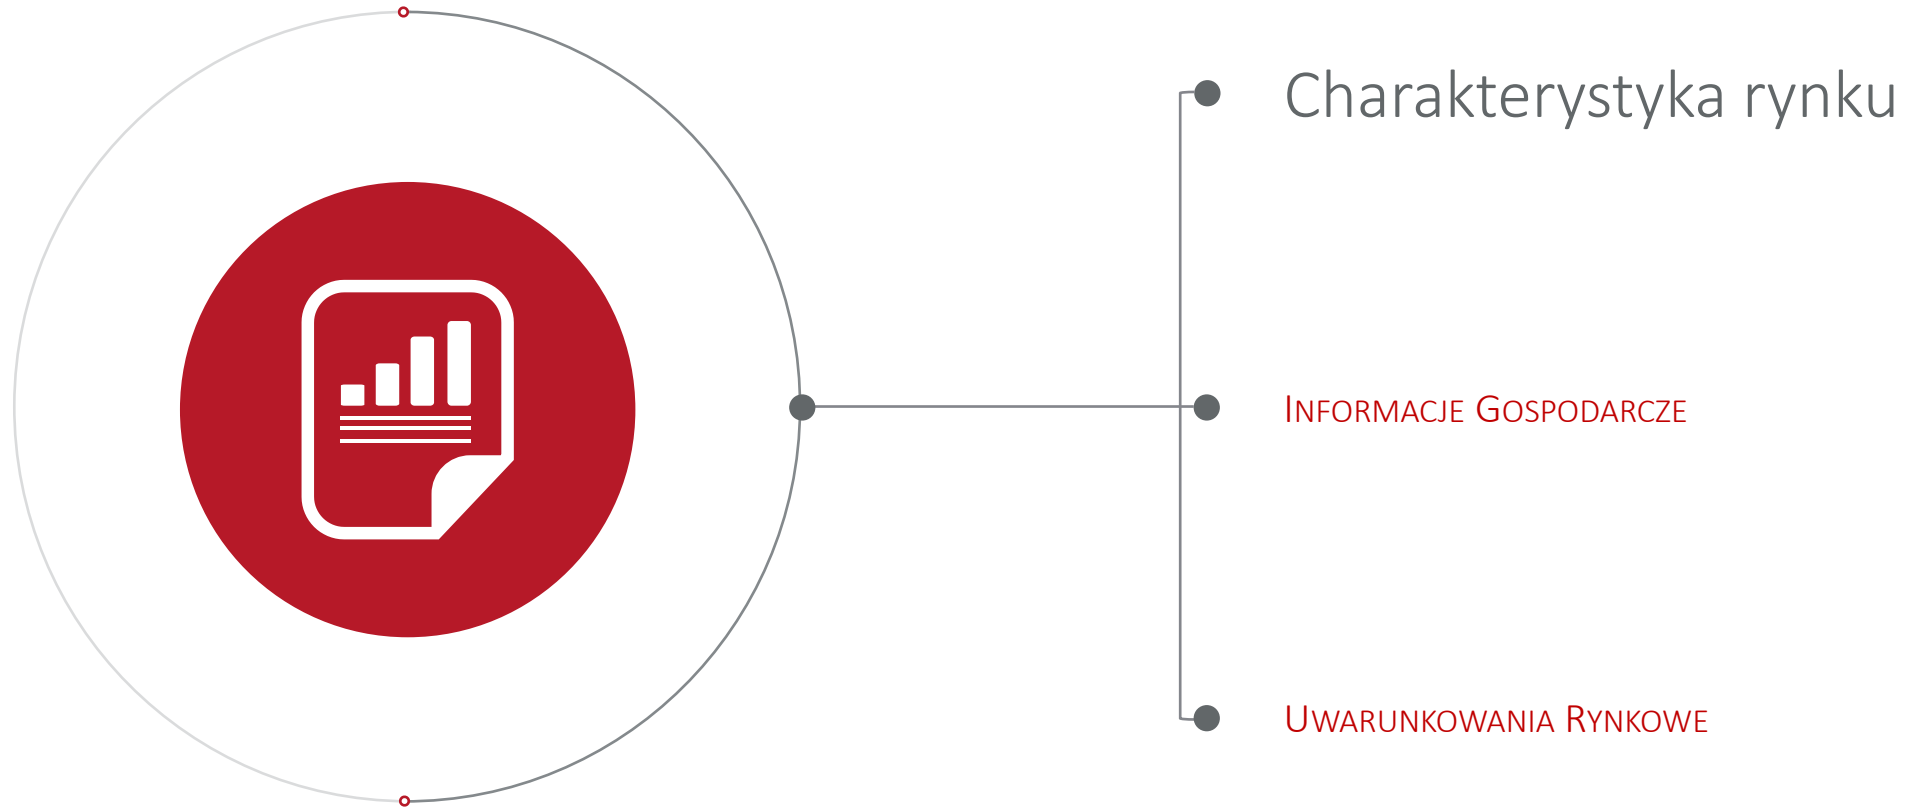 Charakterystyka rynku
Informacje Gospodarcze
Uwarunkowania Rynkowe